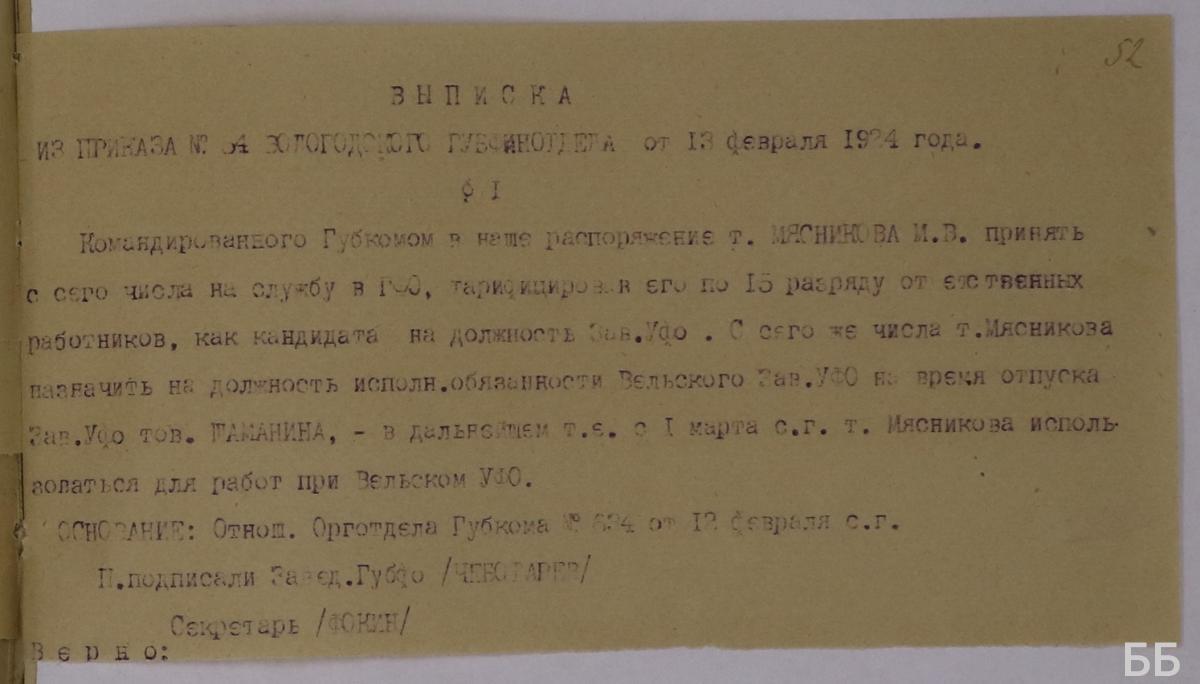 52
ВЫПИСКА
ИЗ ПРИКАЗА № 54 ВОЛОГОДСКОГО ГУБФИНОТДЕЛА от 13 февраля 1924 года.
§ I
Командированного Губкомом в наше распоряжение т. МЯСНИКОВА М.В. принять
с сего числа на службу в ГФО, тарифицировав его по 15 разряду ответственных
работников, как кандидата на должность Зав.Уфо . С сего же числа т.Мясникова
назначить на должность исполн.обязанности Вельского Зав.УФО на время отпуска
Зав.Уфо тов. ШАМАНИНА, - в дальнейшем т.е. с I марта с.г. т. Мясникова исполь-
зоваться для работ при Вельском УФО.
ОСНОВАНИЕ: Отнош. Орготдела Губкома № 634 от 12 февраля с.г.
П.подписали Завед.Губфо /ЧЕБОТАРЕВ/
Секретарь /ФОКИН/
Верно:
ББ